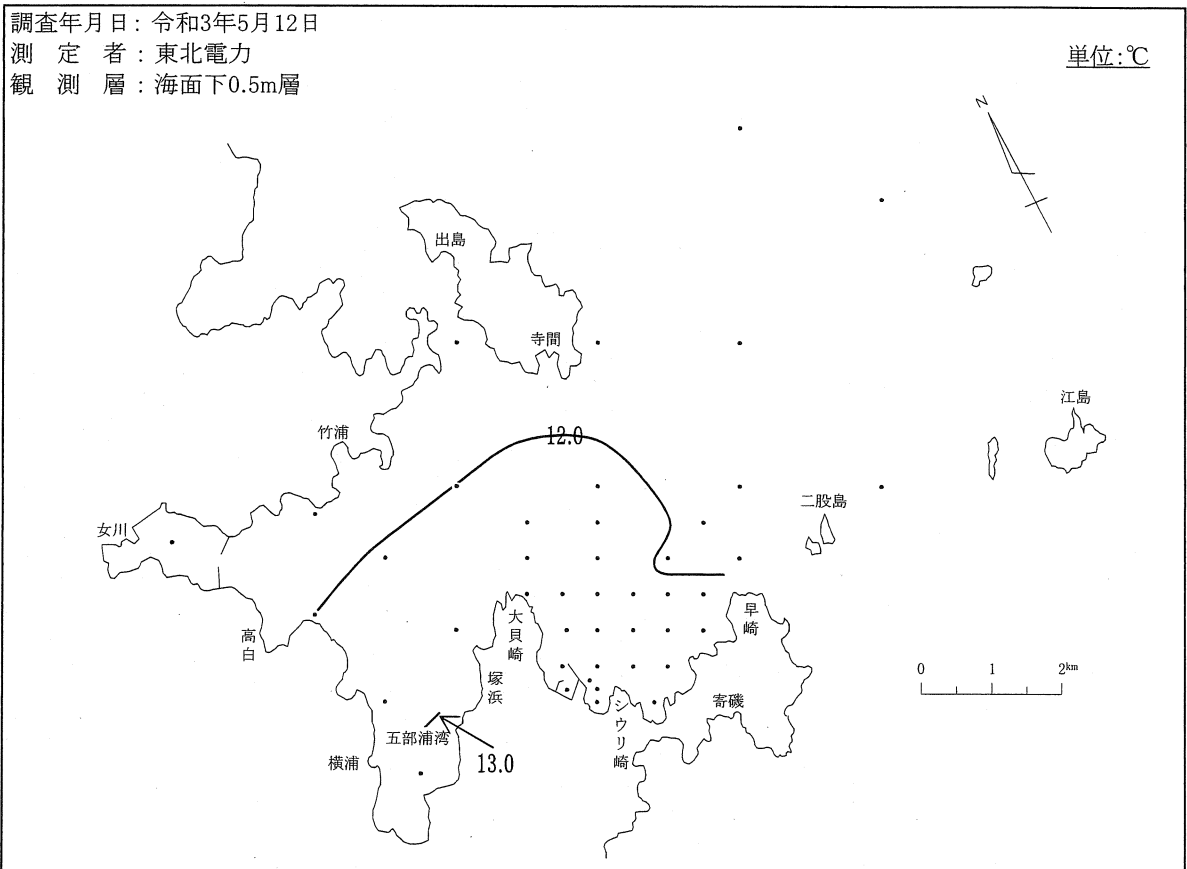 調査年月日：令和3年5月12日
測　定　者：東北電力
観　測　層：海面下0.5m層
単位：℃
N
出島
寺間
江島
12.0
竹浦
二股島
女川
大貝崎
早崎
高白
塚浜
寄磯
シウリ崎
0 1 2km
五部浦湾
横浦
13.0